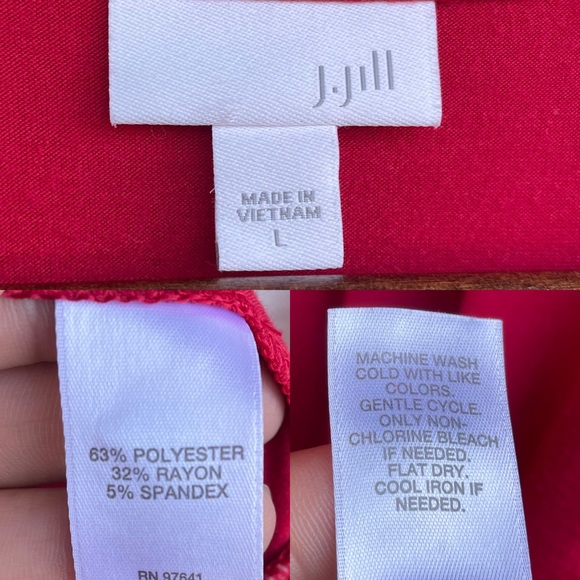 J.Jill
MADE IN
VIETNAM
L
63% POLYESTER
32% RAYON
5% SPANDEX
RN 97641
MACHINE WASH
COLD WITH LIKE
COLORS.
GENTLE CYCLE.
ONLY NON-
CHLORINE BLEACH
IF NEEDED.
FLAT DRY.
COOL IRON IF
NEEDED.